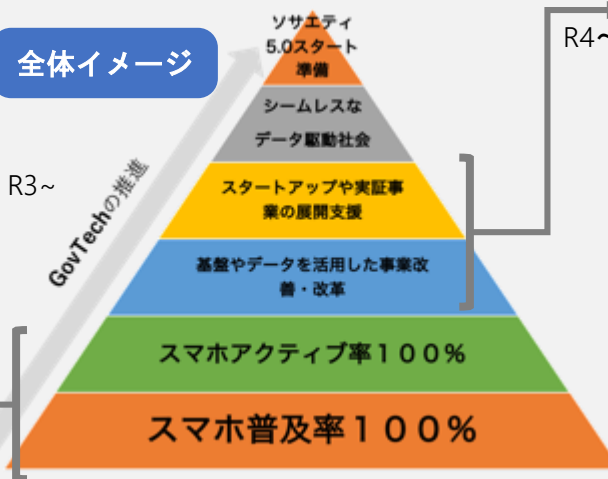 全体イメージ
ソサエティ
5.0スタート
準備
シームレスな
データ駆動社会
スタートアップや実証事
業の展開支援
基盤やデータを活用した事業改
善・改革
スマホアクティブ率１００％
スマホ普及率１００％
GovTechの推進
R3~
R4~